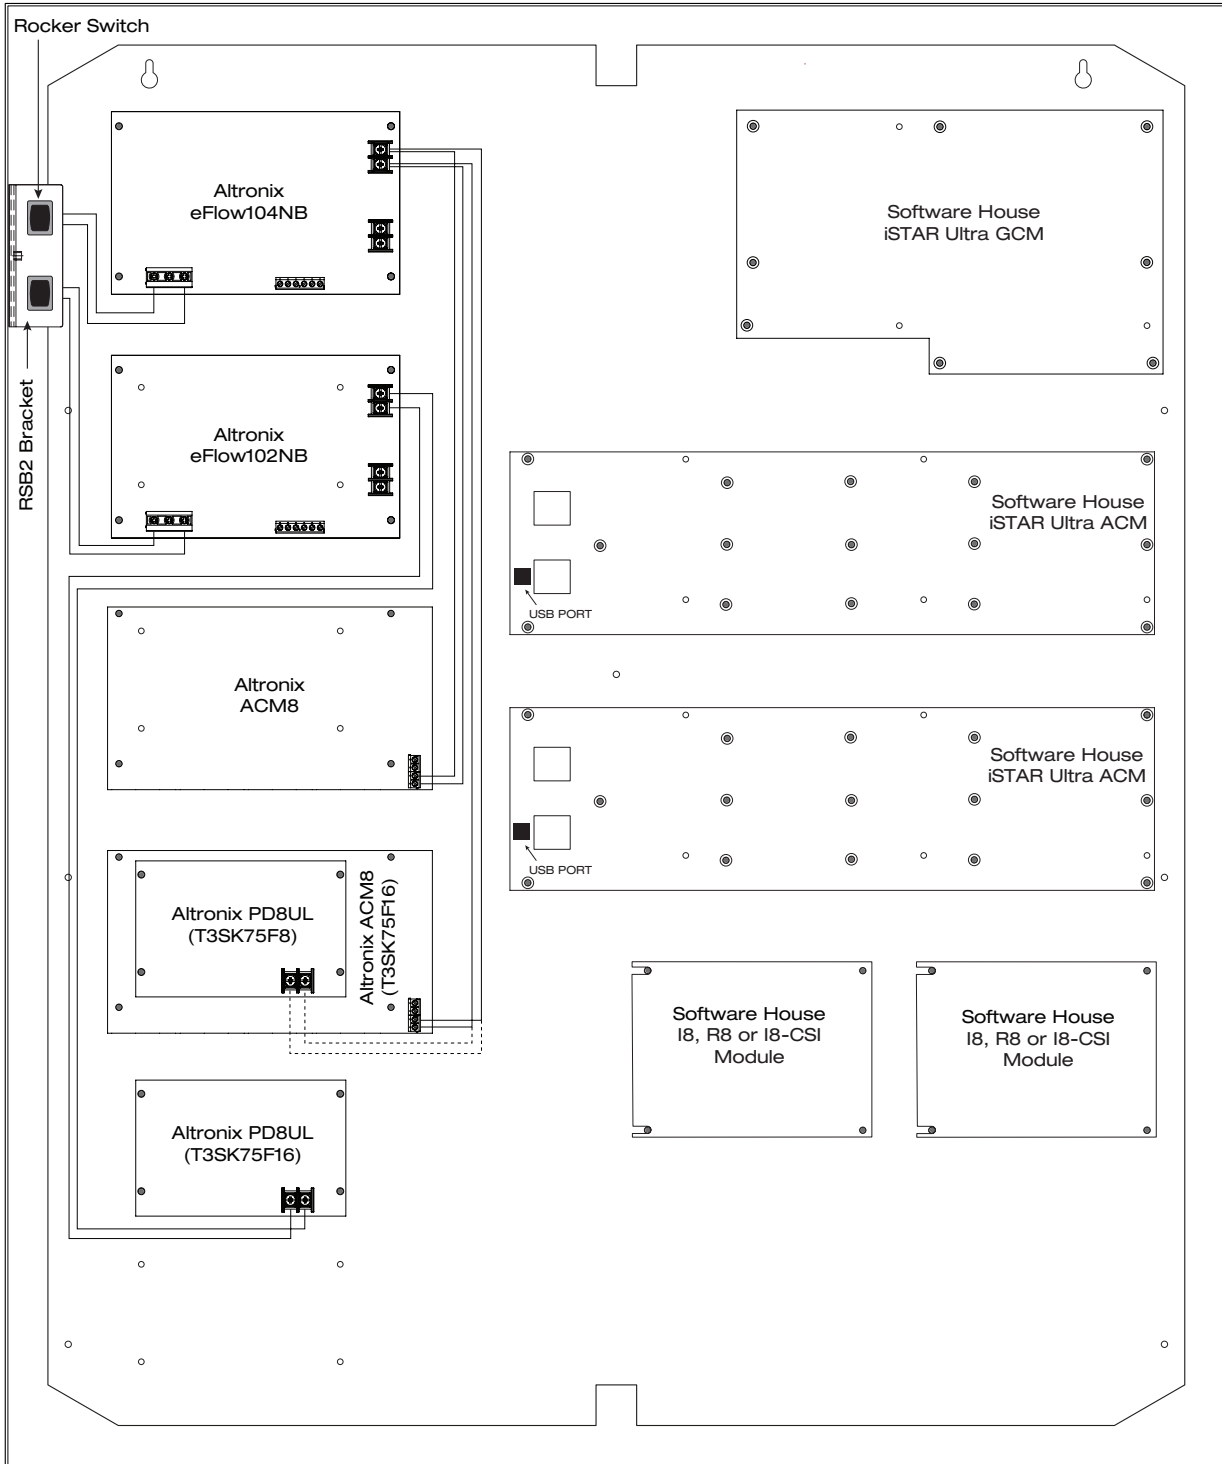 Rocker Switch
Altronix
eFlow104NB
Software House
iSTAR Ultra GCM
RSB2 Bracket
Altronix
eFlow102NB
Software House
iSTAR Ultra ACM
USB PORT
Altronix
ACM8
Software House
iSTAR Ultra ACM
USB PORT
Altronix PD8UL
(T3SK75F8)
Altronix ACM8
(T3SK75F16)
Software House
I8, R8 or I8-CSI
Module
Software House
I8, R8 or I8-CSI
Module
Altronix PD8UL
(T3SK75F16)